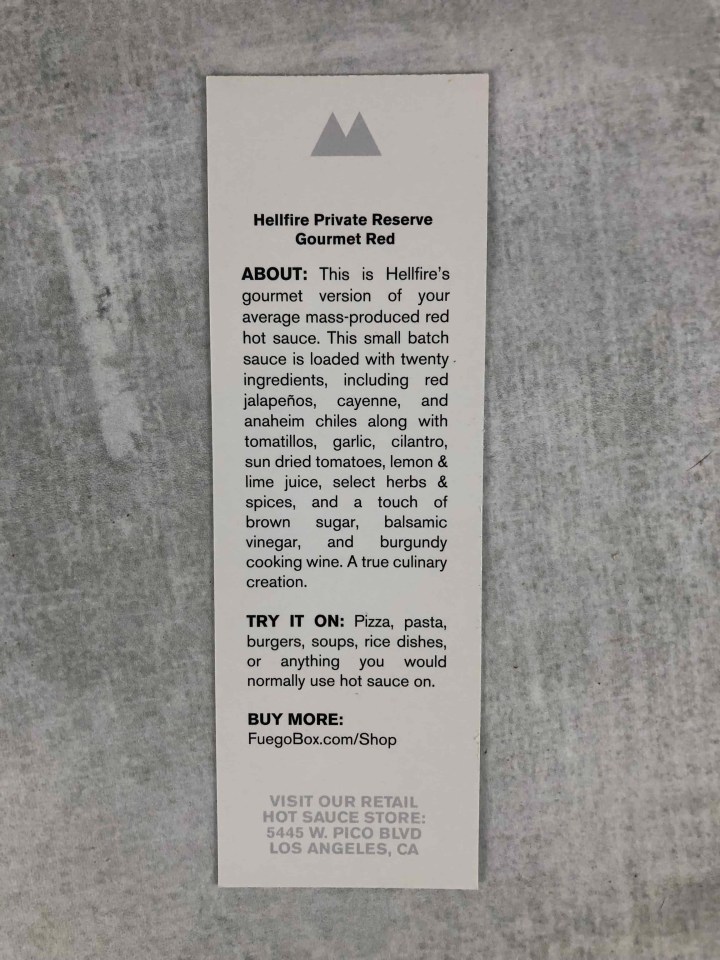 Hellfire Private Reserve
Gourmet Red
ABOUT: This is Hellfire's
gourmet version of your
average mass-produced red
hot sauce. This small batch
sauce is loaded with twenty
ingredients, including red
jalapeños, cayenne, and
anaheim chiles along with
tomatillos, garlic, cilantro,
sun dried tomatoes, lemon &
lime juice, select herbs &
spices, and a touch of
brown sugar, balsamic
vinegar, and burgundy
cooking wine. A true culinary
creation.
TRY IT ON: Pizza, pasta,
burgers, soups, rice dishes,
or anything you would
normally use hot sauce on.
BUY MORE:
FuegoBox.com/Shop
VISIT OUR RETAIL
HOT SAUCE STORE:
5445 W. PICO BLVD
LOS ANGELES, CA